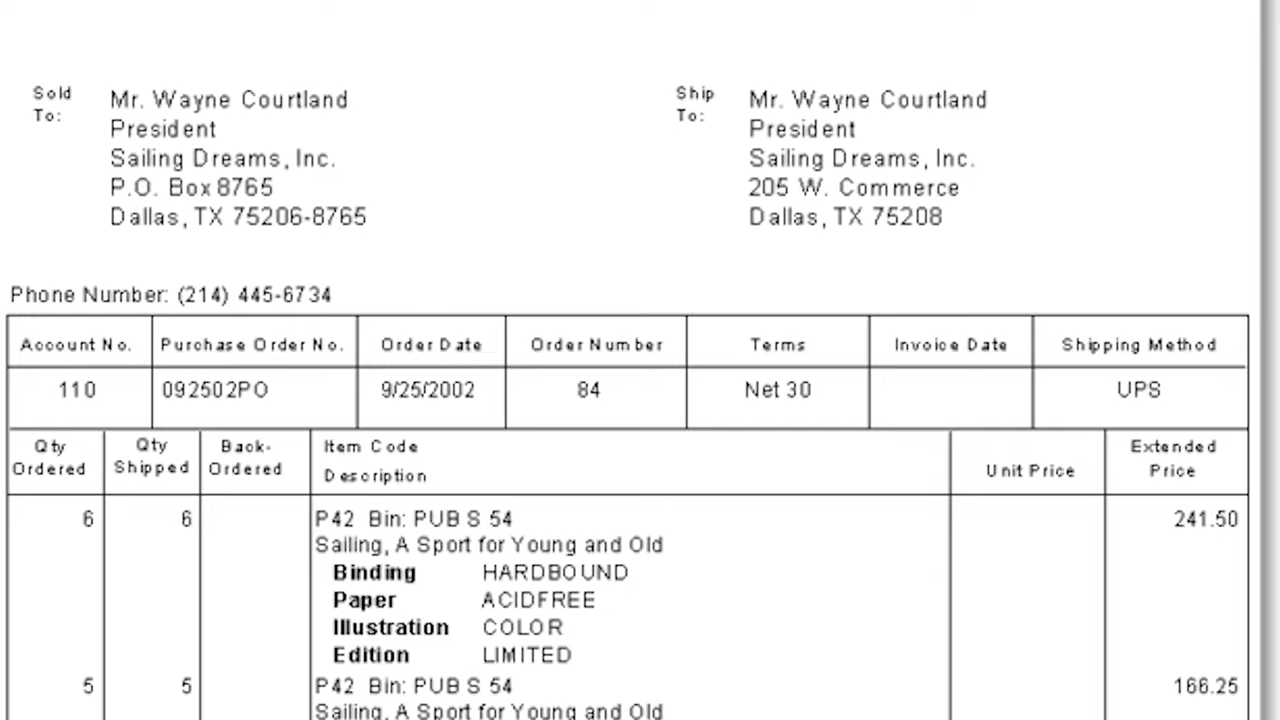 Sold To:
Mr. Wayne Courtland
President
Sailing Dreams, Inc.
P.O. Box 8765
Dallas, TX 75206-8765
Ship To:
Mr. Wayne Courtland
President
Sailing Dreams, Inc.
205 W. Commerce
Dallas, TX 75208
Phone Number: (214) 445-6734
Account No. Purchase Order No. Order Date Order Number Terms Invoice Date Shipping Method
110 092502PO 9/25/2002 84 Net 30 UPS
Qty Ordered Qty Shipped Back-Ordered Item Code Description Unit Price Extended Price
6 6 P42 Bin: PUB S 54 241.50
Sailing, A Sport for Young and Old
Binding HARDBOUND
Paper ACIDFREE
Illustration COLOR
Edition LIMITED
5 5 P42 Bin: PUB S 54 166.25
Sailing, A Sport for Young and Old